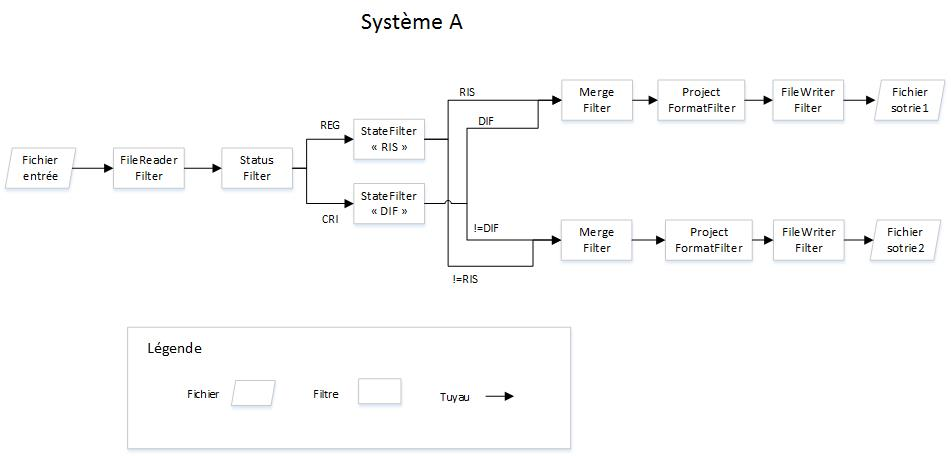 Système A
Fichier
entrée
FileReader
Filter
Status
Filter
REG
CRI
StateFilter
« RIS »
StateFilter
« DIF »
RIS
DIF
!=DIF
!=RIS
Merge
Filter
Project
FormatFilter
FileWriter
Filter
Fichier
sotrie1
Merge
Filter
Project
FormatFilter
FileWriter
Filter
Fichier
sotrie2
Légende
Fichier
Filtre
Tuyau